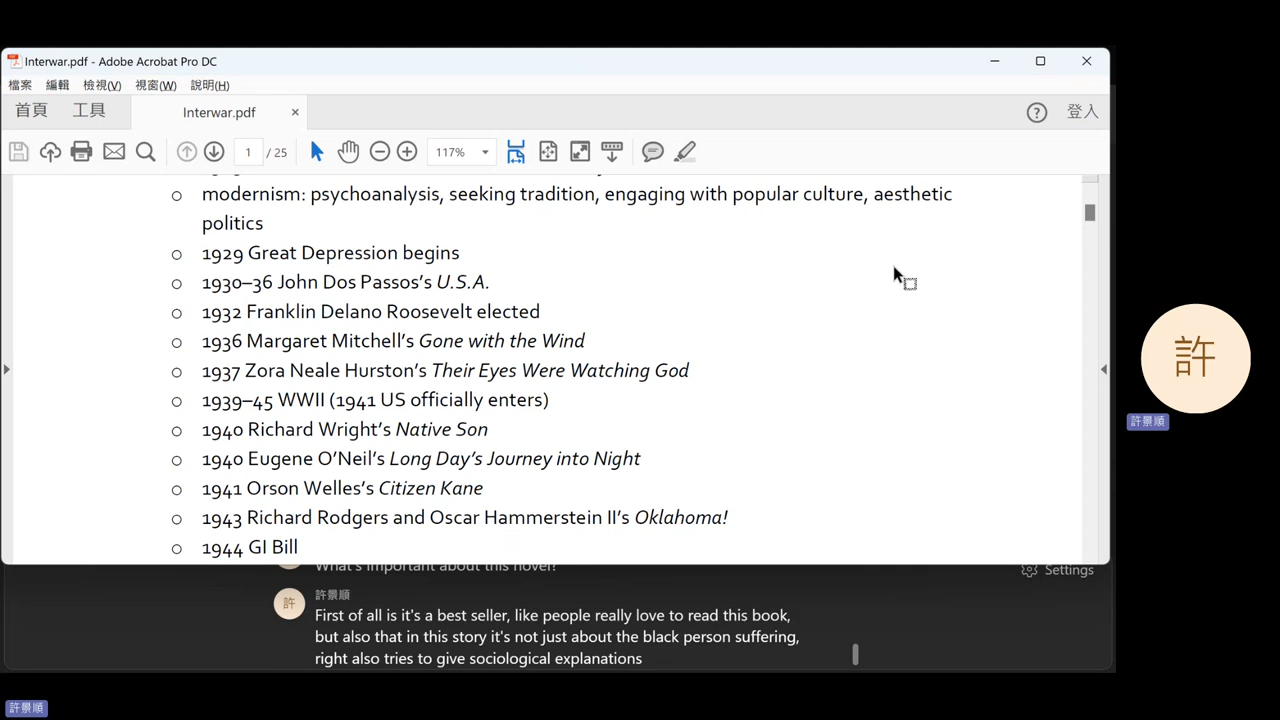 Interwar.pdf - Adobe Acrobat Pro DC
檔案 編輯 檢視(V) 視窗(W) 說明(H)
首頁 工具 Interwar.pdf × 登入
1 / 25 117%
modernism: psychoanalysis, seeking tradition, engaging with popular culture, aesthetic
politics
1929 Great Depression begins
1930–36 John Dos Passos’s U.S.A.
1932 Franklin Delano Roosevelt elected
1936 Margaret Mitchell’s Gone with the Wind
1937 Zora Neale Hurston’s Their Eyes Were Watching God
1939–45 WWII (1941 US officially enters)
1940 Richard Wright’s Native Son
1940 Eugene O’Neil’s Long Day’s Journey into Night
1941 Orson Welles’s Citizen Kane
1943 Richard Rodgers and Oscar Hammerstein II’s Oklahoma!
1944 GI Bill
What's important about this novel?
Settings
許
許景順
First of all is it's a best seller, like people really love to read this book,
but also that in this story it's not just about the black person suffering,
right also tries to give sociological explanations
許
許景順
許景順